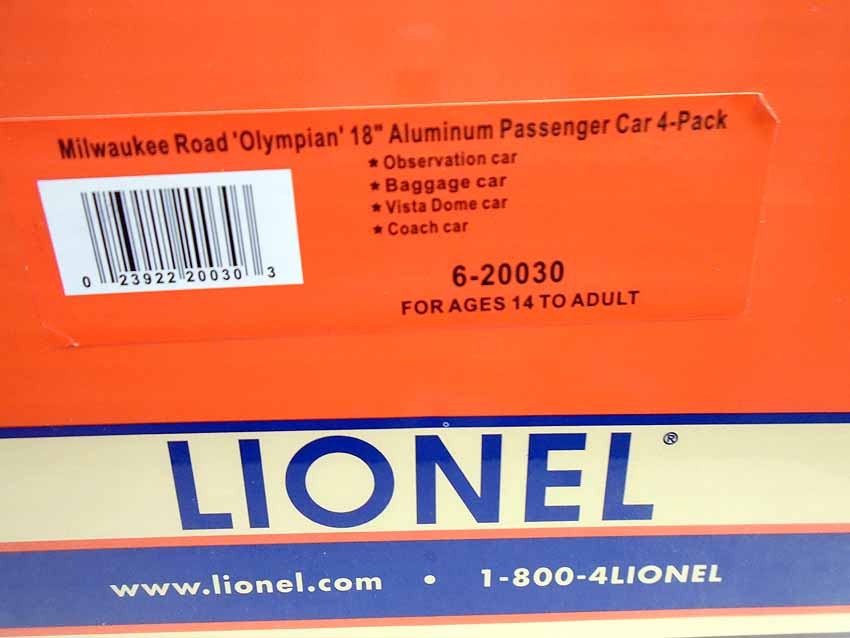 Milwaukee Road 'Olympian' 18" Aluminum Passenger Car 4-Pack
★ Observation car
★ Baggage car
★ Vista Dome car
★ Coach car
0 23922 20030 3
6-20030
FOR AGES 14 TO ADULT
LIONEL®
www.lionel.com • 1-800-4LIONEL